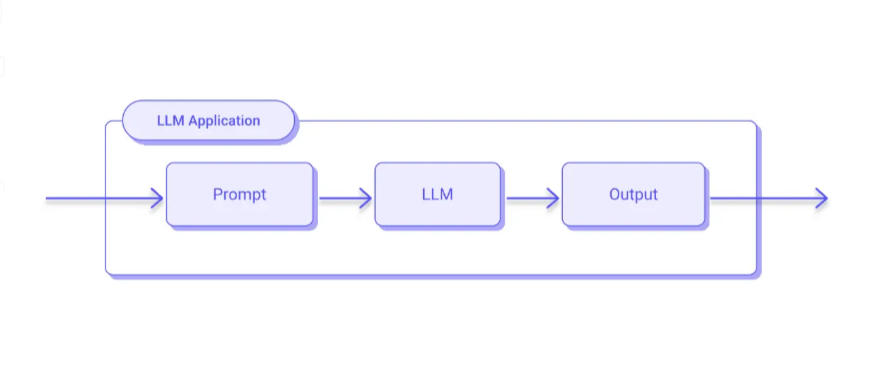 LLM Application
Prompt
LLM
Output